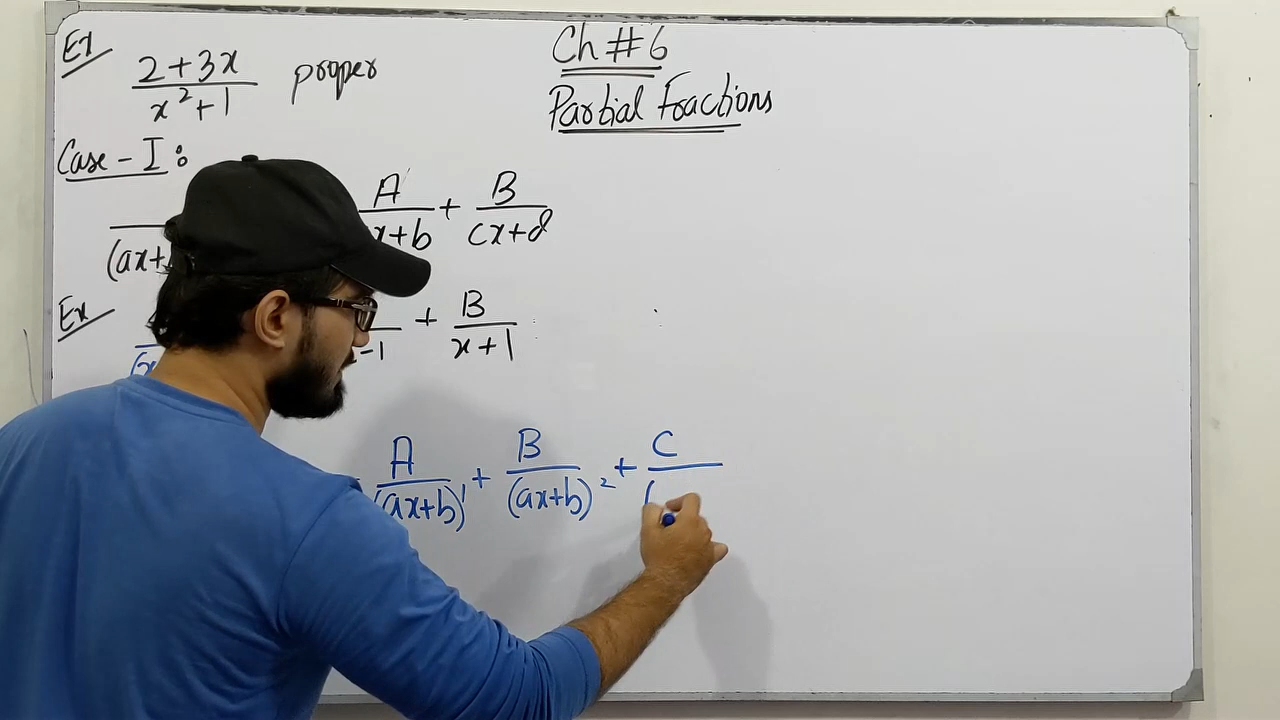 Ex
2+3x proper
x²+1
Ch #6
Partial Fractions
Case - I :
A + B
x+b cx+d
(ax+
Ex
+ B
-1 x+1
A + B + C
(ax+b)¹ (ax+b)² (